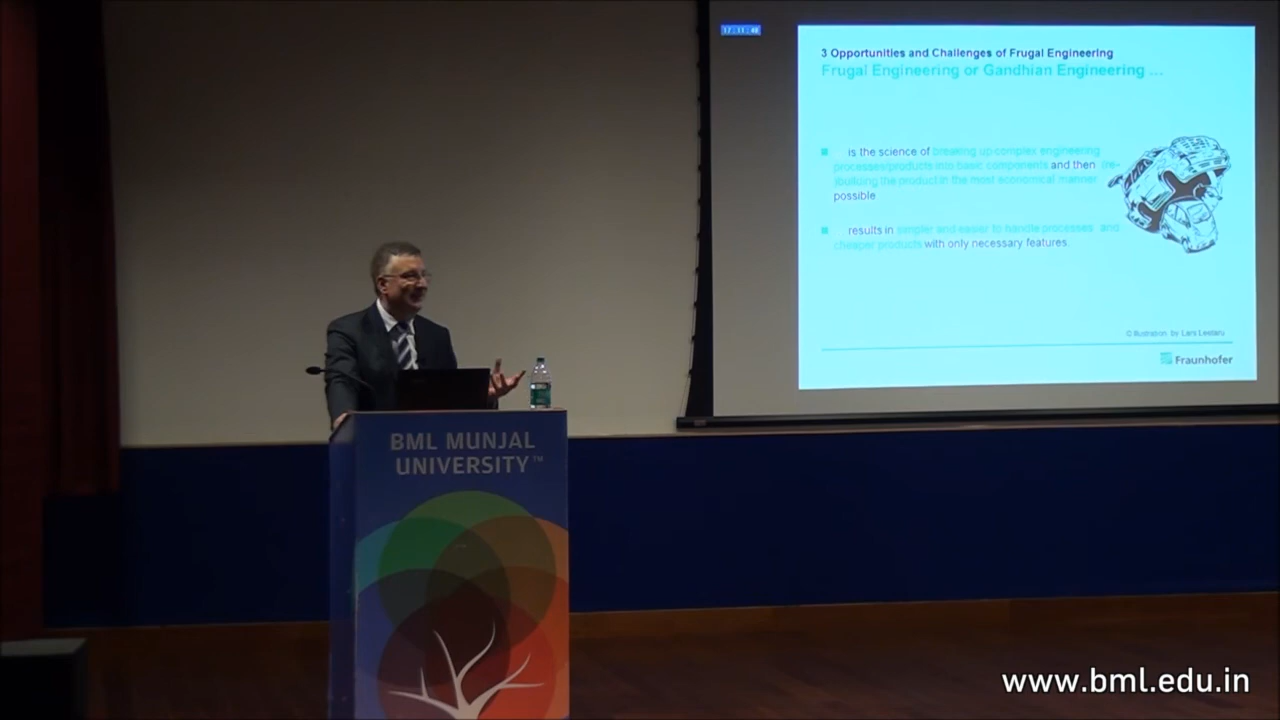 17:11:48
3 Opportunities and Challenges of Frugal Engineering
Frugal Engineering or Gandhian Engineering ...
is the science of breaking up complex engineering
processes/products into basic components and then (re-
)building the product in the most economical manner
possible
results in simpler and easier to handle processes and
cheaper products with only necessary features.
© Illustration by Lars Leetaru
Fraunhofer
BML MUNJAL
UNIVERSITY™
www.bml.edu.in